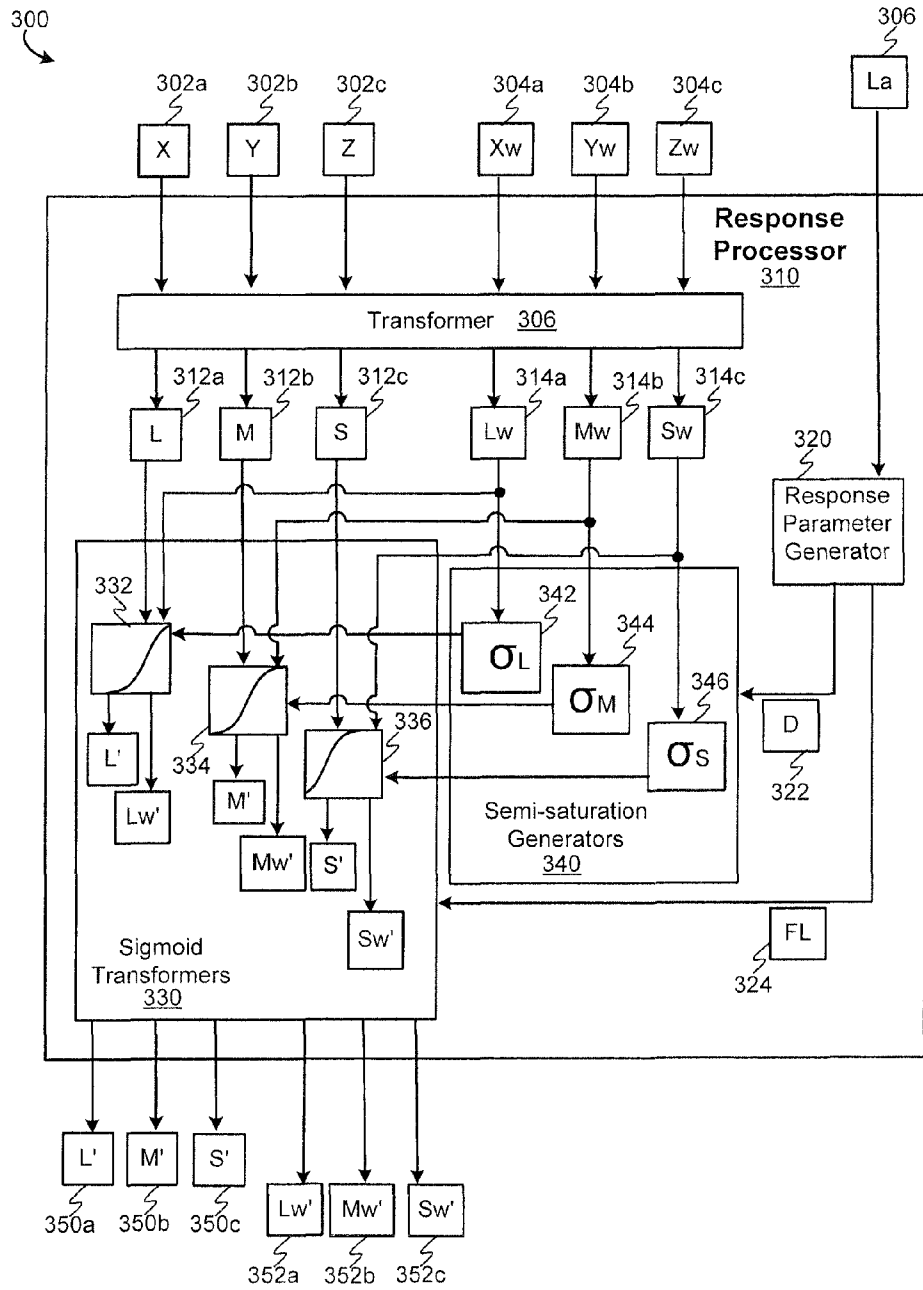 300
306
La
302a
302b
302c
304a
304b
304c
X
Y
Z
Xw
Yw
Zw
Response
Processor
310
Transformer 306
312a
312b
312c
314a
314b
314c
L
M
S
Lw
Mw
Sw
320
Response
Parameter
Generator
332
342
σL
344
σM
334
336
346
σS
L'
Lw'
M'
Mw'
S'
Sw'
D
322
Semi-saturation
Generators
340
FL
324
Sigmoid
Transformers
330
L'
M'
S'
350a
350b
350c
Lw'
Mw'
Sw'
352a
352b
352c